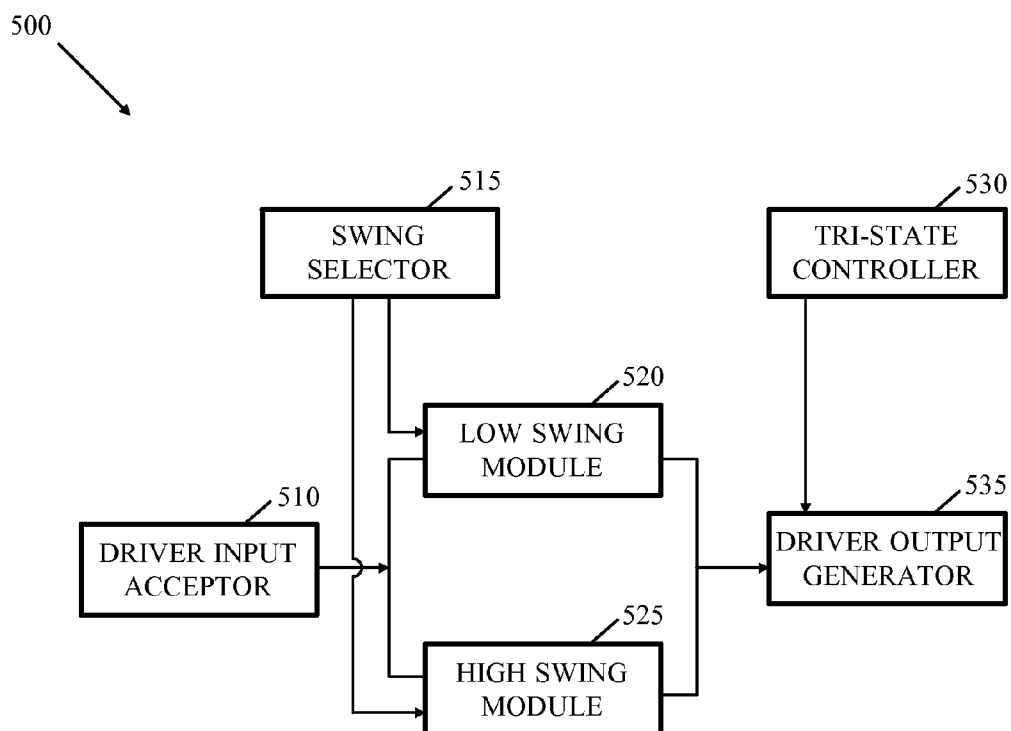 500
515
SWING
SELECTOR
530
TRI-STATE
CONTROLLER
520
LOW SWING
MODULE
510
DRIVER INPUT
ACCEPTOR
535
DRIVER OUTPUT
GENERATOR
525
HIGH SWING
MODULE